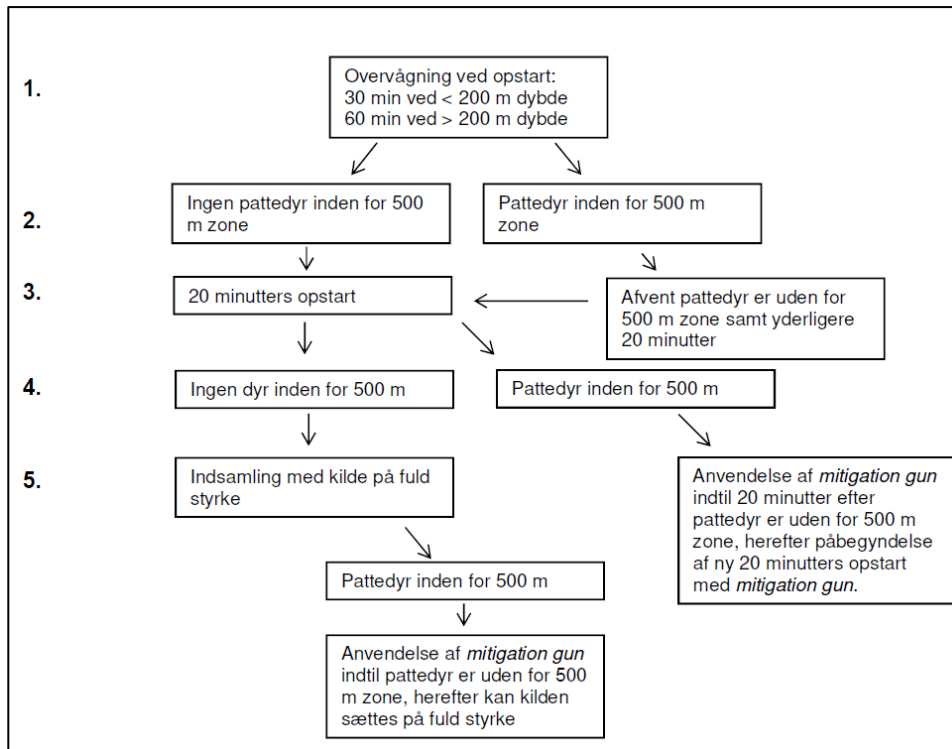 1.
Overvågning ved opstart:
30 min ved < 200 m dybde
60 min ved > 200 m dybde
2.
Ingen pattedyr inden for 500
m zone
Pattedyr inden for 500 m
zone
3.
20 minutters opstart
Afvent pattedyr er uden for
500 m zone samt yderligere
20 minutter
4.
Ingen dyr inden for 500 m
Pattedyr inden for 500 m
5.
Indsamling med kilde på fuld
styrke
Anvendelse af mitigation gun
indtil 20 minutter efter
pattedyr er uden for 500 m
zone, herefter påbegyndelse
af ny 20 minutters opstart
med mitigation gun.
Pattedyr inden for 500 m
Anvendelse af mitigation gun
indtil pattedyr er uden for 500
m zone, herefter kan kilden
sættes på fuld styrke